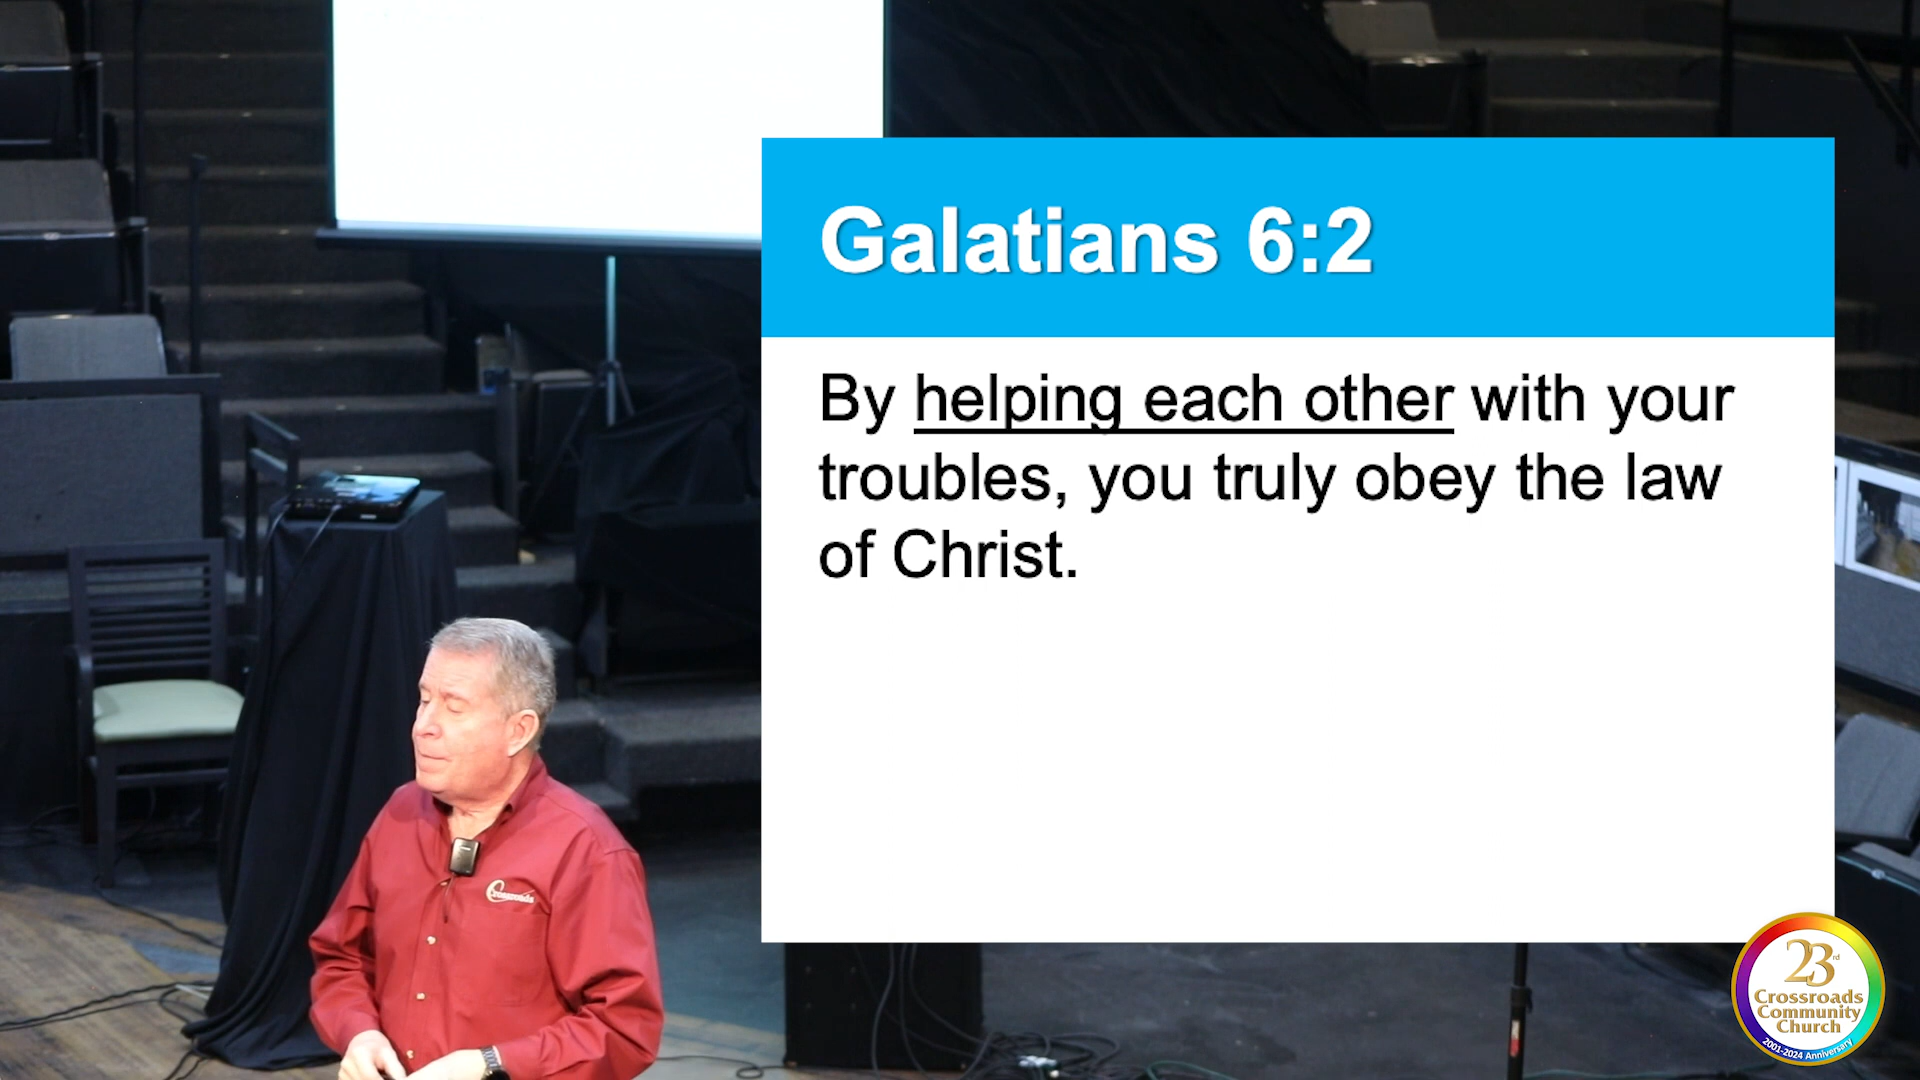 Galatians 6:2
By helping each other with your
troubles, you truly obey the law
of Christ.
Crossroads
23rd
Crossroads
Community
Church
2001-2024 Anniversary